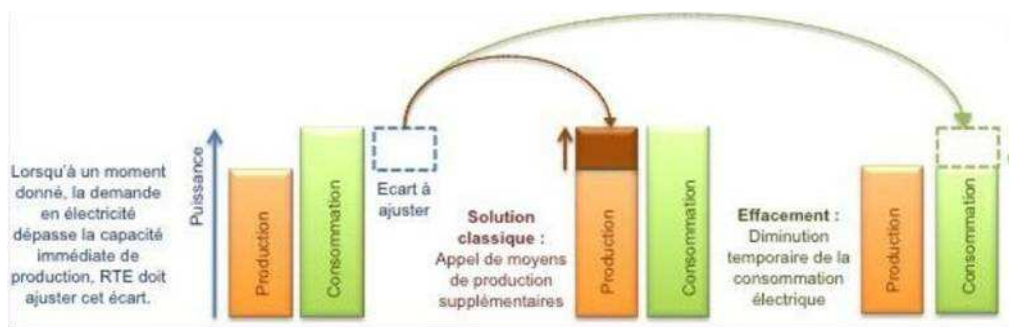 Lorsqu'à un moment
donné, la demande
en électricité
dépasse la capacité
immédiate de
production, RTE doit
ajuster cet écart.
Puissance
Production
Consommation
Ecart à
ajuster
Solution
classique :
Appel de moyens
de production
supplémentaires
Production
Consommation
Effacement :
Diminution
temporaire de la
consommation
électrique
Production
Consommation